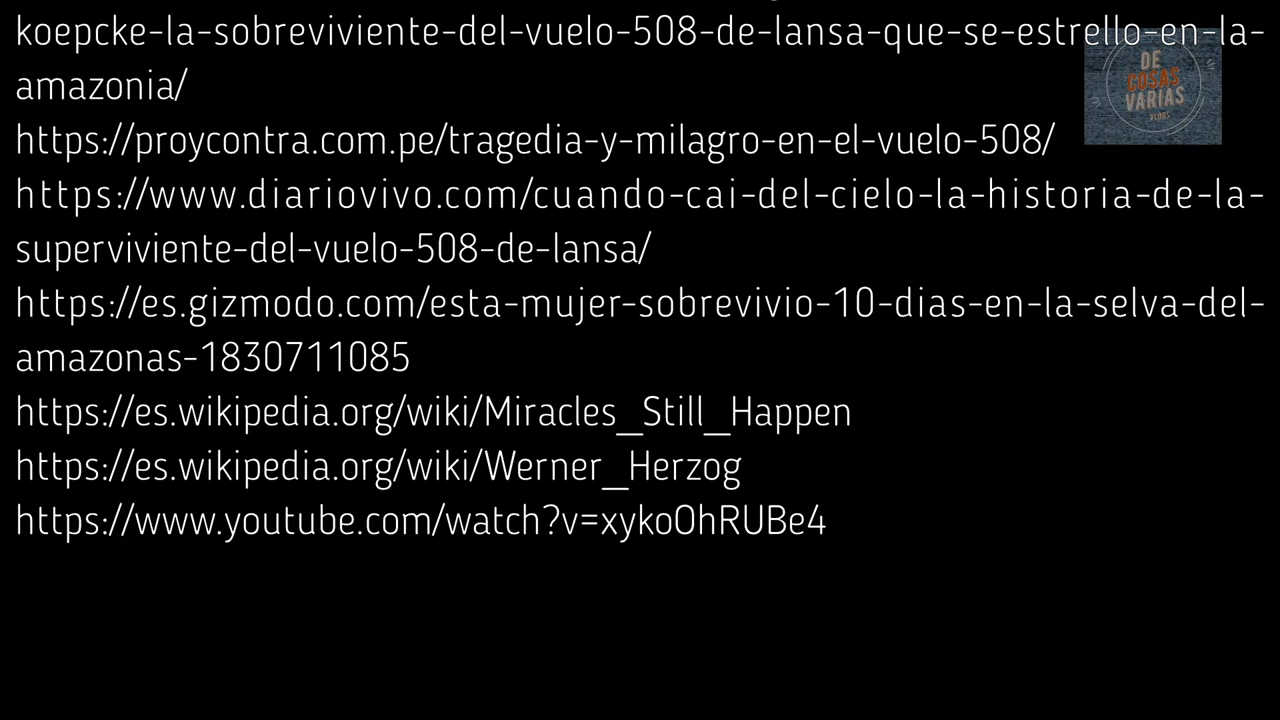 koepcke-la-sobreviviente-del-vuelo-508-de-lansa-que-se-estrello-en-la-
amazonia/
https://proycontra.com.pe/tragedia-y-milagro-en-el-vuelo-508/
https://www.diariovivo.com/cuando-cai-del-cielo-la-historia-de-la-
superviviente-del-vuelo-508-de-lansa/
https://es.gizmodo.com/esta-mujer-sobrevivio-10-dias-en-la-selva-del-
amazonas-1830711085
https://es.wikipedia.org/wiki/Miracles_Still_Happen
https://es.wikipedia.org/wiki/Werner_Herzog
https://www.youtube.com/watch?v=xykoOhRUBe4
DE
COSAS
VARIAS
VLOGS